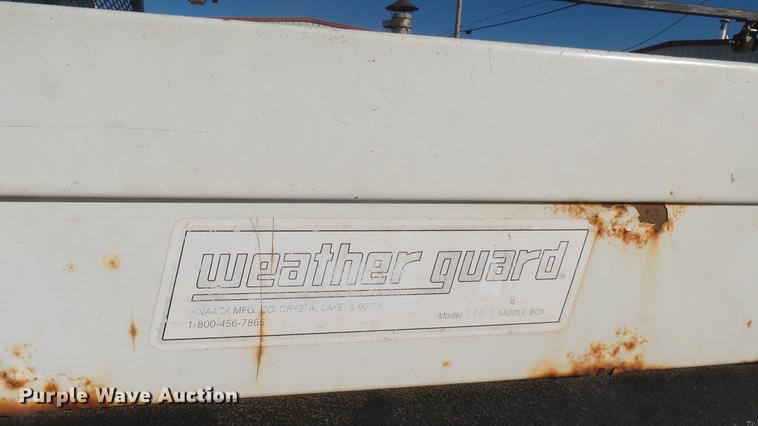 weather guard®
KNAACK MFG. CO. CRYSTAL LAKE, IL 60014
1-800-456-7865
Model 116-3 SADDLE BOX
Purple Wave Auction